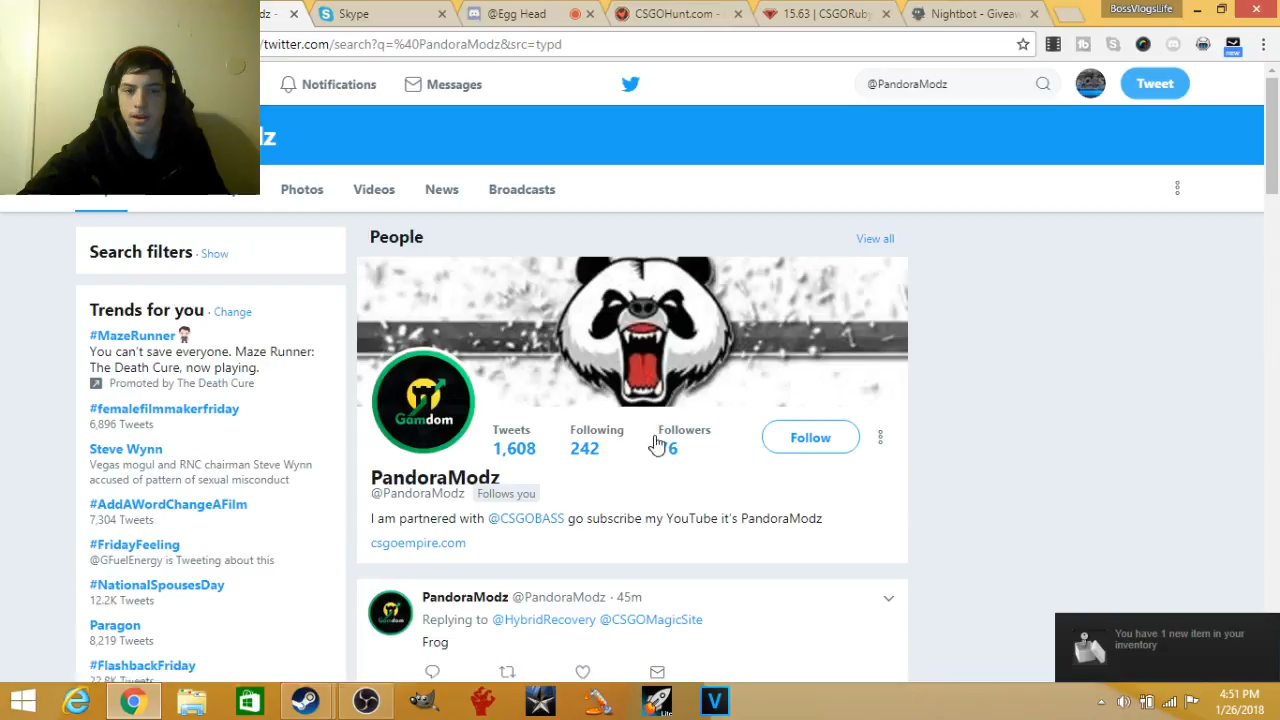 Skype
@Egg Head
CSGOHunt.com -
15.63 | CSGORub
Nightbot - Giveaw
BossVlogsLife
/twitter.com/search?q=%40PandoraModz&src=typd
new
Notifications
Messages
@PandoraModz
Tweet
dz
Photos
Videos
News
Broadcasts
Search filters · Show
Trends for you · Change
#MazeRunner
You can't save everyone. Maze Runner:
The Death Cure, now playing.
Promoted by The Death Cure
#femalefilmmakerfriday
6,896 Tweets
Steve Wynn
Vegas mogul and RNC chairman Steve Wynn
accused of pattern of sexual misconduct
#AddAWordChangeAFilm
7,304 Tweets
#FridayFeeling
@GFuelEnergy is Tweeting about this
#NationalSpousesDay
12.2K Tweets
Paragon
8,219 Tweets
#FlashbackFriday
22.8K Tweets
People
View all
Gamdom
Tweets
Following
Followers
1,608
242
Follow
PandoraModz
@PandoraModz Follows you
I am partnered with @CSGOBASS go subscribe my YouTube it's PandoraModz
csgoempire.com
PandoraModz @PandoraModz · 45m
Replying to @HybridRecovery @CSGOMagicSite
Frog
You have 1 new item in your
inventory
Lite
V
4:51 PM
1/26/2018